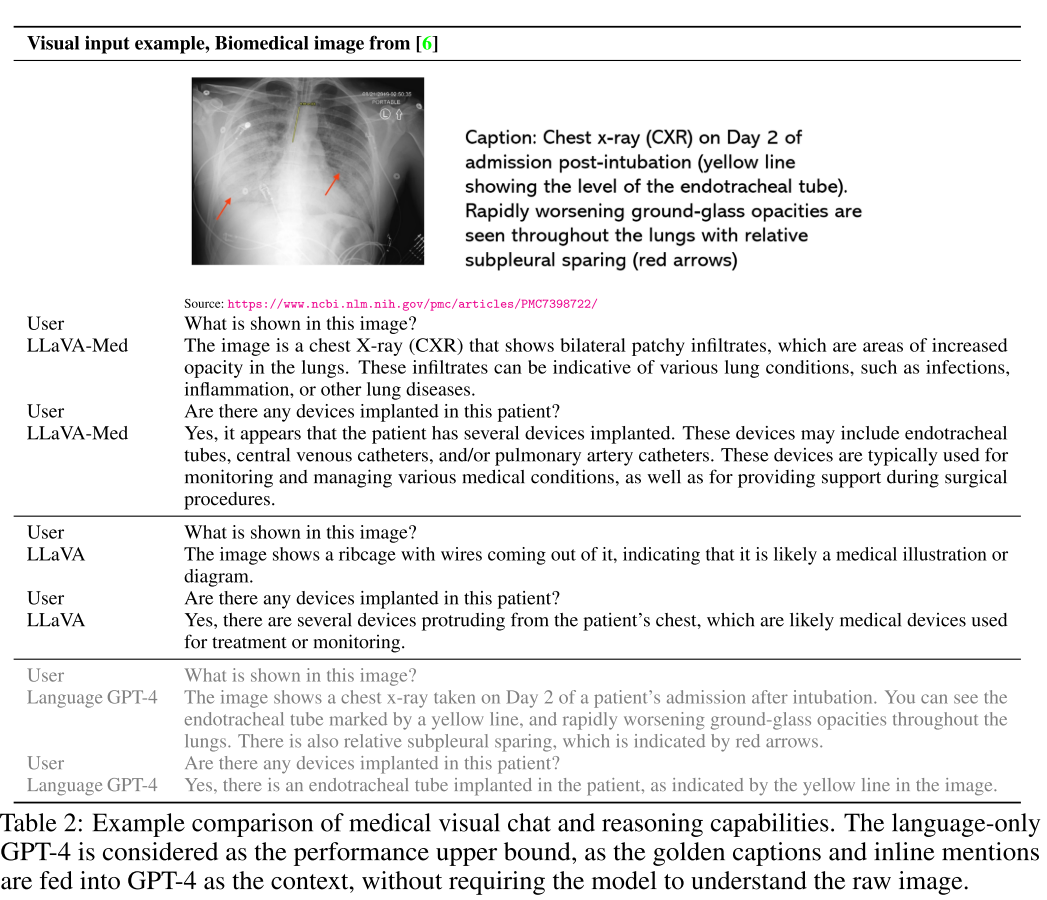 Visual input example, Biomedical image from [6]
PORTABLE
L
Caption: Chest x-ray (CXR) on Day 2 of
admission post-intubation (yellow line
showing the level of the endotracheal tube).
Rapidly worsening ground-glass opacities are
seen throughout the lungs with relative
subpleural sparing (red arrows)
Source: https://www.ncbi.nlm.nih.gov/pmc/articles/PMC7398722/
User What is shown in this image?
LLaVA-Med The image is a chest X-ray (CXR) that shows bilateral patchy infiltrates, which are areas of increased
opacity in the lungs. These infiltrates can be indicative of various lung conditions, such as infections,
inflammation, or other lung diseases.
User Are there any devices implanted in this patient?
LLaVA-Med Yes, it appears that the patient has several devices implanted. These devices may include endotracheal
tubes, central venous catheters, and/or pulmonary artery catheters. These devices are typically used for
monitoring and managing various medical conditions, as well as for providing support during surgical
procedures.
User What is shown in this image?
LLaVA The image shows a ribcage with wires coming out of it, indicating that it is likely a medical illustration or
diagram.
User Are there any devices implanted in this patient?
LLaVA Yes, there are several devices protruding from the patient's chest, which are likely medical devices used
for treatment or monitoring.
User What is shown in this image?
Language GPT-4 The image shows a chest x-ray taken on Day 2 of a patient's admission after intubation. You can see the
endotracheal tube marked by a yellow line, and rapidly worsening ground-glass opacities throughout the
lungs. There is also relative subpleural sparing, which is indicated by red arrows.
User Are there any devices implanted in this patient?
Language GPT-4 Yes, there is an endotracheal tube implanted in the patient, as indicated by the yellow line in the image.
Table 2: Example comparison of medical visual chat and reasoning capabilities. The language-only
GPT-4 is considered as the performance upper bound, as the golden captions and inline mentions
are fed into GPT-4 as the context, without requiring the model to understand the raw image.